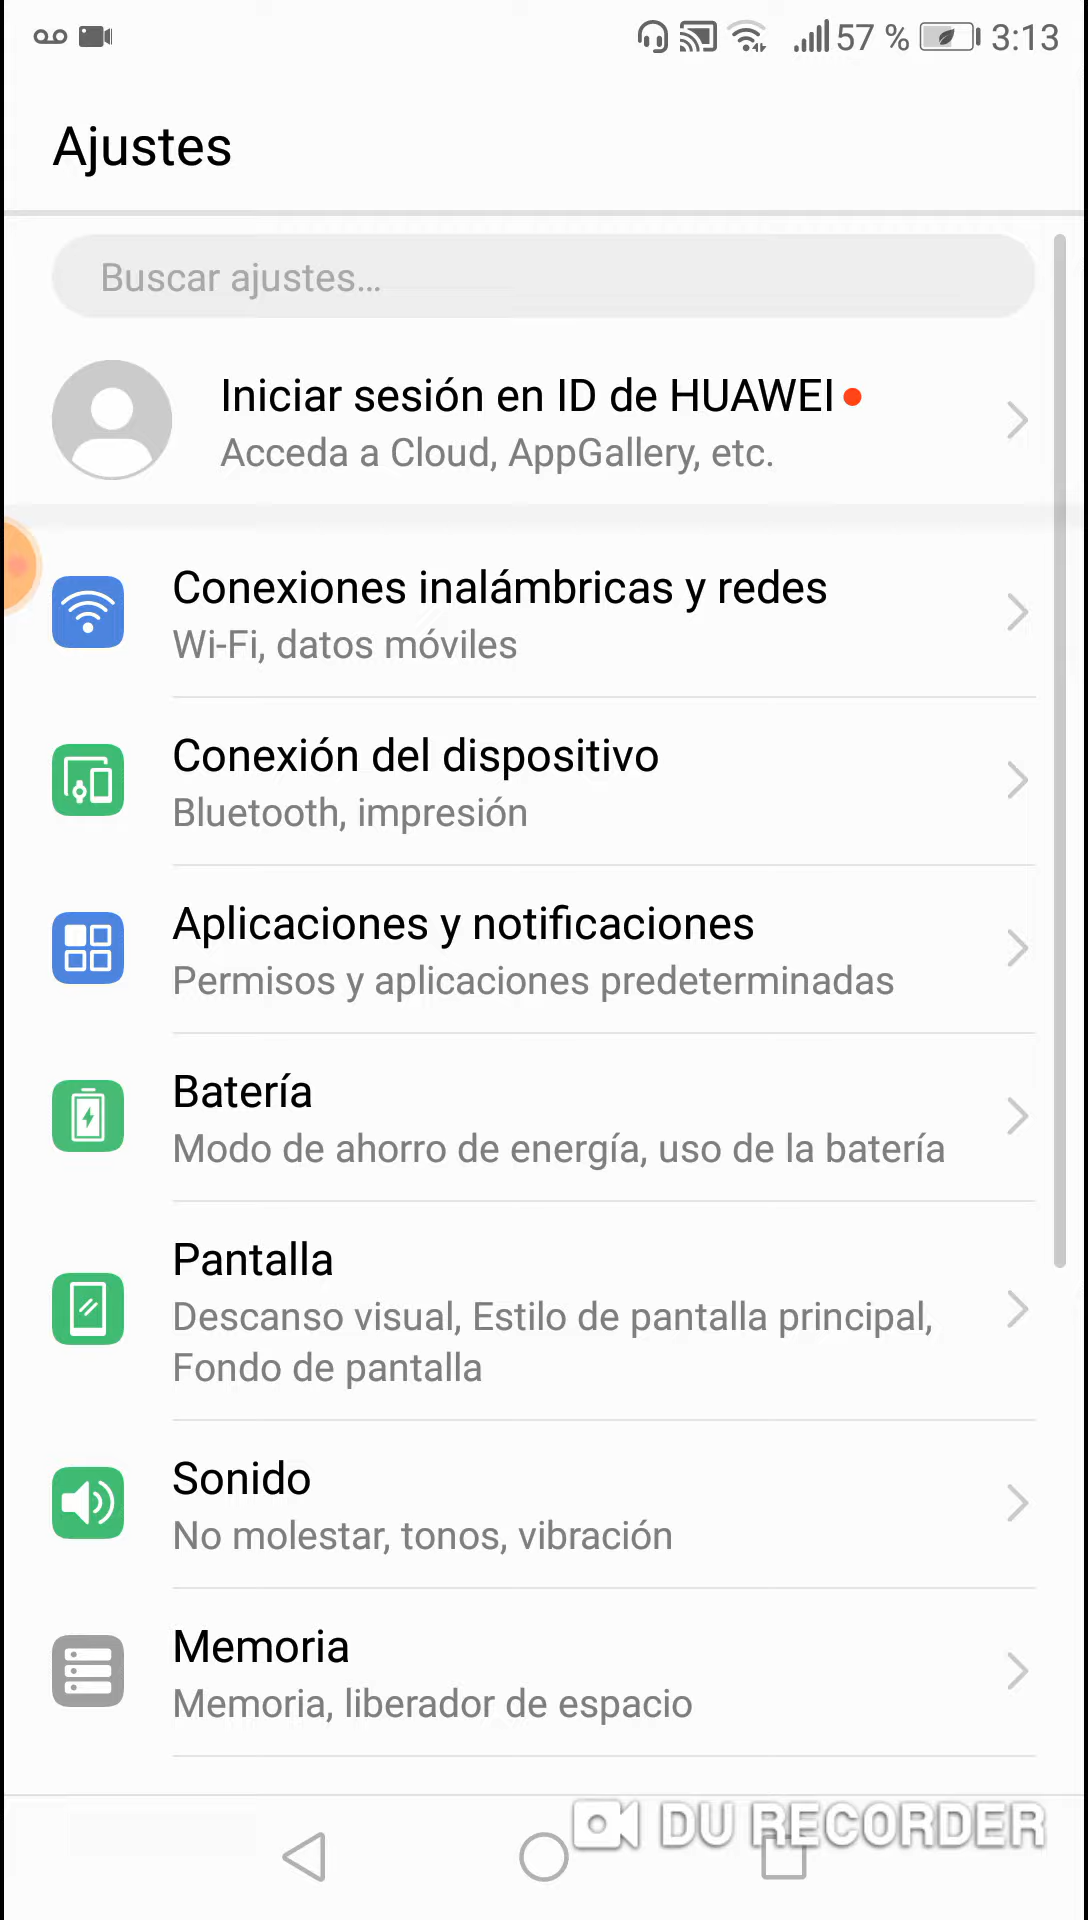 57 % 3:13
Ajustes
Buscar ajustes...
Iniciar sesión en ID de HUAWEI
Acceda a Cloud, AppGallery, etc.
Conexiones inalámbricas y redes
Wi-Fi, datos móviles
Conexión del dispositivo
Bluetooth, impresión
Aplicaciones y notificaciones
Permisos y aplicaciones predeterminadas
Batería
Modo de ahorro de energía, uso de la batería
Pantalla
Descanso visual, Estilo de pantalla principal,
Fondo de pantalla
Sonido
No molestar, tonos, vibración
Memoria
Memoria, liberador de espacio
DU RECORDER